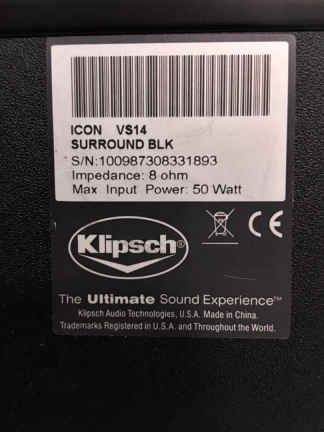 ICON VS14
SURROUND BLK
S/N:100987308331893
Impedance: 8 ohm
Max Input Power: 50 Watt
Klipsch®
CE
The Ultimate Sound Experience™
Klipsch Audio Technologies, U.S.A. Made in China.
Trademarks Registered in U.S.A. and Throughout the World.